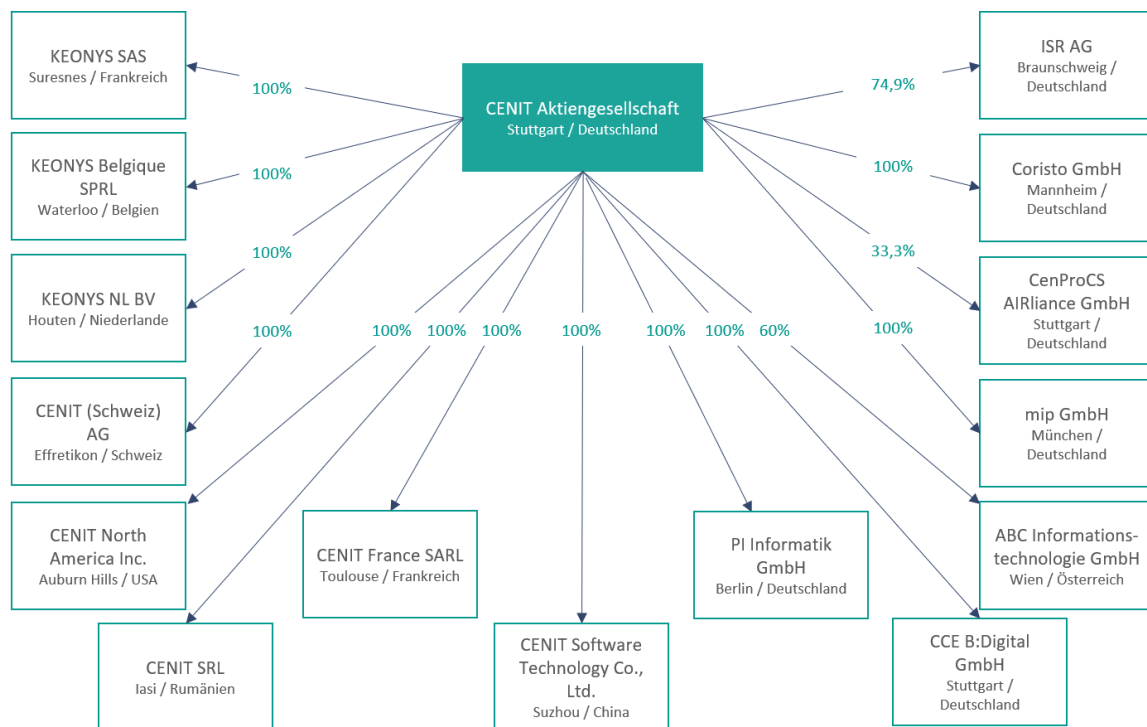 CENIT Aktiengesellschaft
Stuttgart / Deutschland
KEONYS SAS
Suresnes / Frankreich
100%
KEONYS Belgique
SPRL
Waterloo / Belgien
100%
KEONYS NL BV
Houten / Niederlande
100%
CENIT (Schweiz)
AG
Effretikon / Schweiz
100%
CENIT North
America Inc.
Auburn Hills / USA
100%
CENIT SRL
Iasi / Rumänien
100%
CENIT France SARL
Toulouse / Frankreich
100%
CENIT Software
Technology Co.,
Ltd.
Suzhou / China
100%
PI Informatik
GmbH
Berlin / Deutschland
100%
CCE B:Digital
GmbH
Stuttgart /
Deutschland
100%
ABC Informations-
technologie GmbH
Wien / Österreich
60%
mip GmbH
München /
Deutschland
100%
CenProCS
AIRliance GmbH
Stuttgart /
Deutschland
33,3%
Coristo GmbH
Mannheim /
Deutschland
100%
ISR AG
Braunschweig /
Deutschland
74,9%